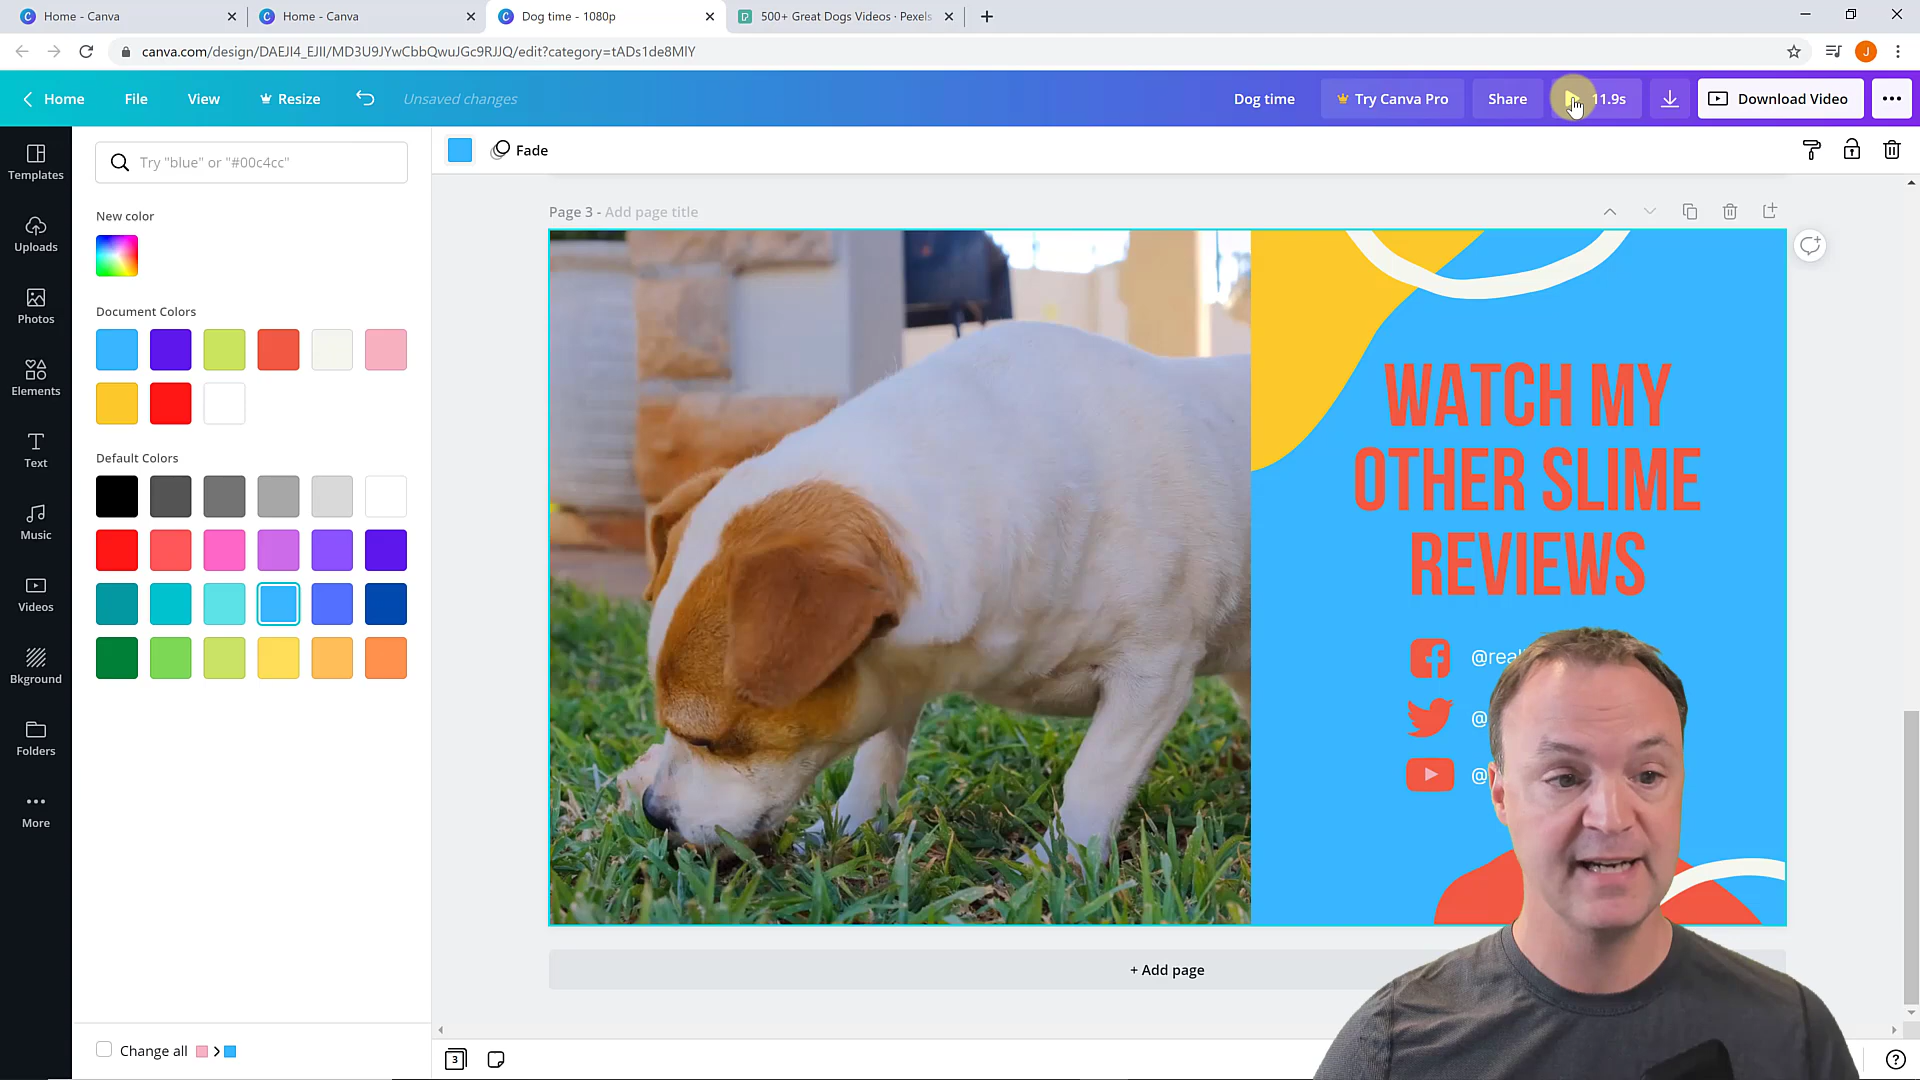 Home - Canva
Home - Canva
Dog time - 1080p
500+ Great Dogs Videos · Pexels
canva.com/design/DAEJI4_EJII/MD3U9JYwCbbQwuJGc9RJJQ/edit?category=tADs1de8MlY
J
Home
File
View
Resize
Unsaved changes
Dog time
Try Canva Pro
Share
11.9s
Download Video
Templates
Uploads
Photos
Elements
Text
Music
Videos
Bkground
Folders
More
Try "blue" or "#00c4cc"
New color
Document Colors
Default Colors
Change all
Fade
Page 3 - Add page title
WATCH MY
OTHER SLIME
REVIEWS
@
@
+ Add page
3
?